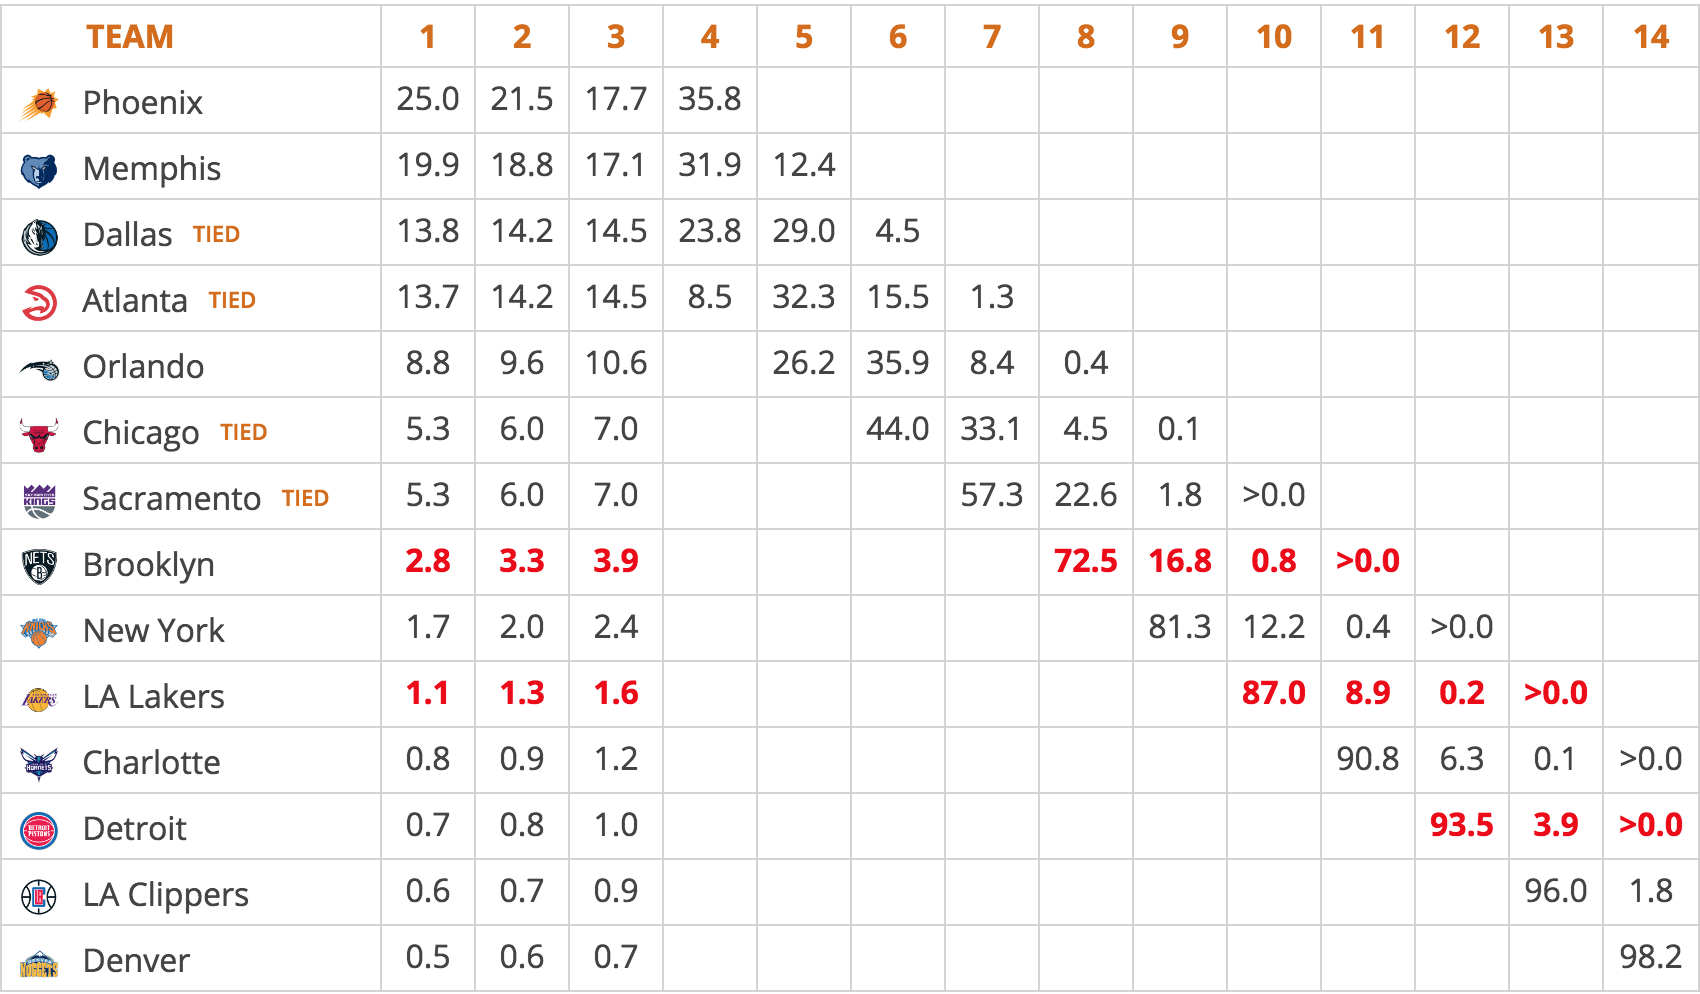 TEAM 1 2 3 4 5 6 7 8 9 10 11 12 13 14
Phoenix 25.0 21.5 17.7 35.8
Memphis 19.9 18.8 17.1 31.9 12.4
Dallas TIED 13.8 14.2 14.5 23.8 29.0 4.5
Atlanta TIED 13.7 14.2 14.5 8.5 32.3 15.5 1.3
Orlando 8.8 9.6 10.6 26.2 35.9 8.4 0.4
Chicago TIED 5.3 6.0 7.0 44.0 33.1 4.5 0.1
KINGS Sacramento TIED 5.3 6.0 7.0 57.3 22.6 1.8 >0.0
NETS B Brooklyn 2.8 3.3 3.9 72.5 16.8 0.8 >0.0
New York 1.7 2.0 2.4 81.3 12.2 0.4 >0.0
LAKERS LA Lakers 1.1 1.3 1.6 87.0 8.9 0.2 >0.0
HORNETS Charlotte 0.8 0.9 1.2 90.8 6.3 0.1 >0.0
DETROIT PISTONS Detroit 0.7 0.8 1.0 93.5 3.9 >0.0
LA Clippers 0.6 0.7 0.9 96.0 1.8
NUGGETS Denver 0.5 0.6 0.7 98.2